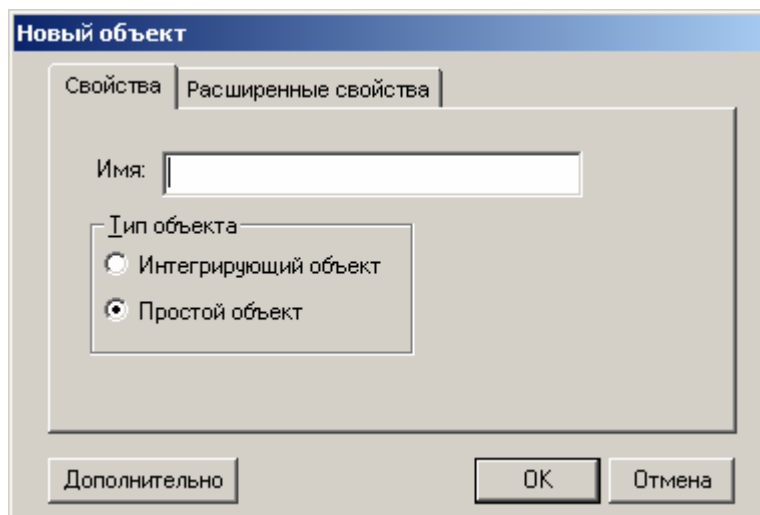 Новый объект
Свойства Расширенные свойства
Имя:
Тип объекта
Интегрирующий объект
Простой объект
Дополнительно OK Отмена